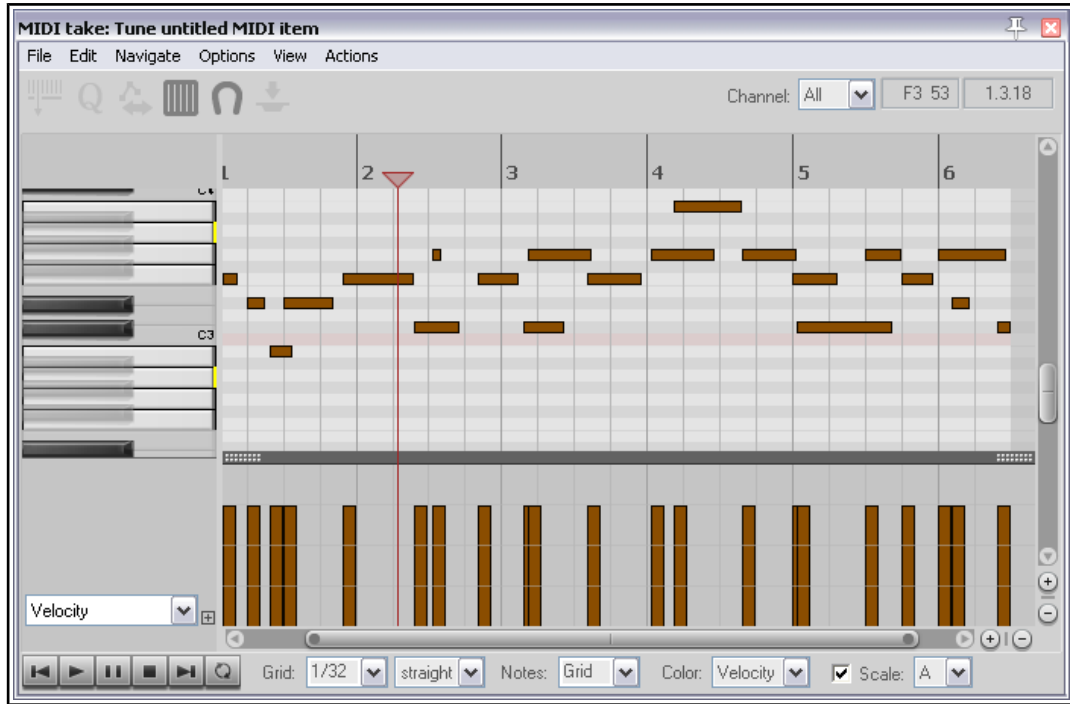 MIDI take: Tune untitled MIDI item
File Edit Navigate Options View Actions
Q Channel: All F3 53 1.3.18
2 3 4 5 6
C3
Velocity
Grid: 1/32 straight Notes: Grid Color: Velocity Scale: A